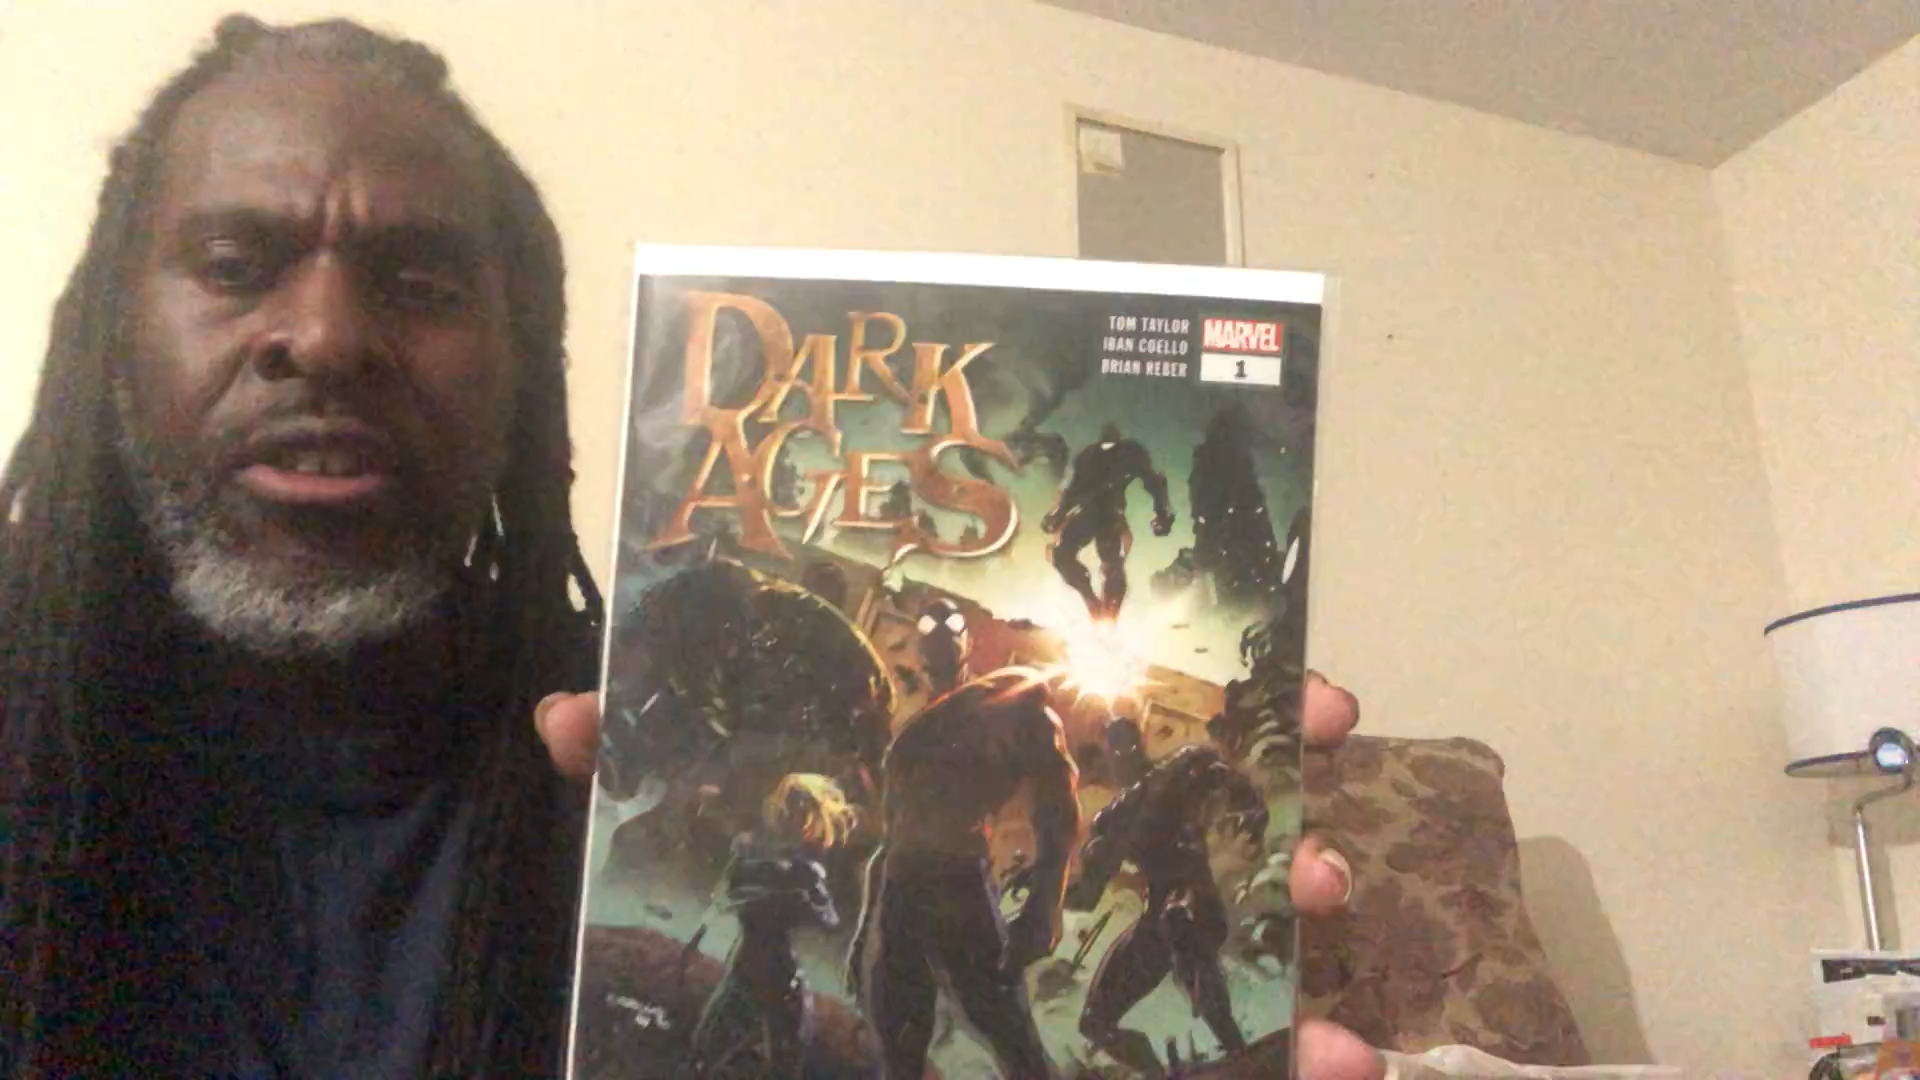 DARK
AGES
TOM TAYLOR
IBAN COELLO
BRIAN REBER
MARVEL
1